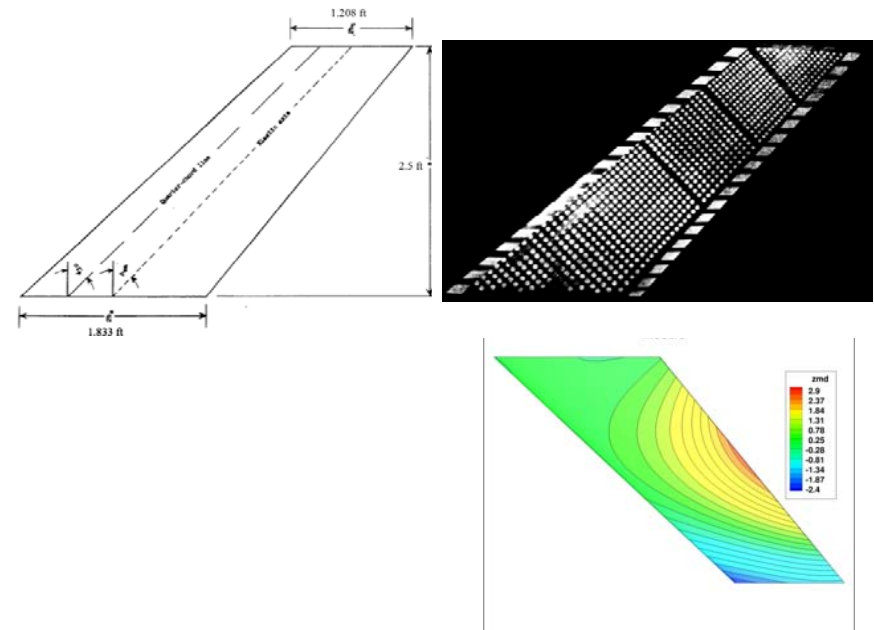 1.208 ft
Quarter-chord line
Elastic axis
2.5 ft
1.833 ft
zmd
2.9
2.37
1.84
1.31
0.78
0.25
-0.28
-0.81
-1.34
-1.87
-2.4